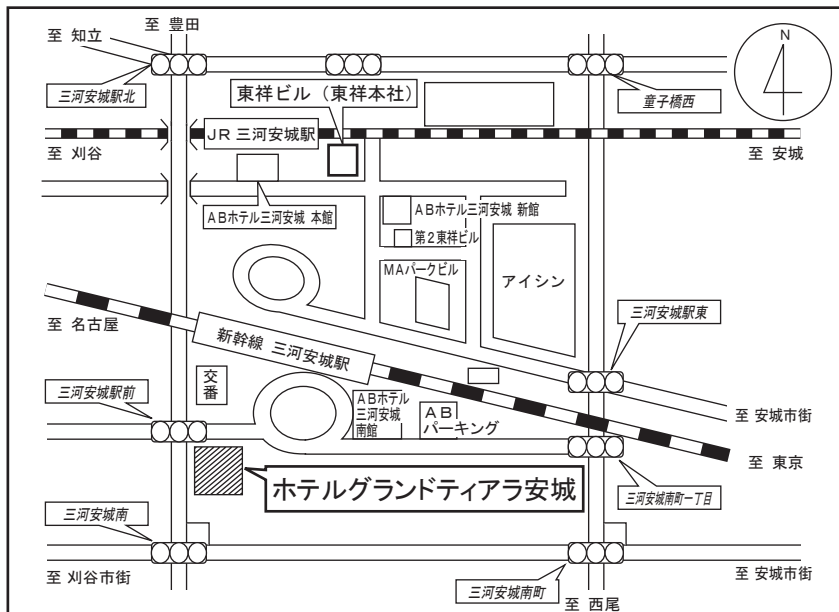 至 豊田
至 知立
N
三河安城駅北
東祥ビル（東祥本社）
童子橋西
JR 三河安城駅
至 刈谷
至 安城
ABホテル三河安城 本館
ABホテル三河安城 新館
第2東祥ビル
MAパークビル
アイシン
三河安城駅東
至 名古屋
新幹線 三河安城駅
交番
三河安城駅前
ABホテル
三河安城
南館
AB
パーキング
至 安城市街
至 東京
ホテルグランドティアラ安城
三河安城南町一丁目
三河安城南
至 刈谷市街
三河安城南町
至 安城市街
至 西尾